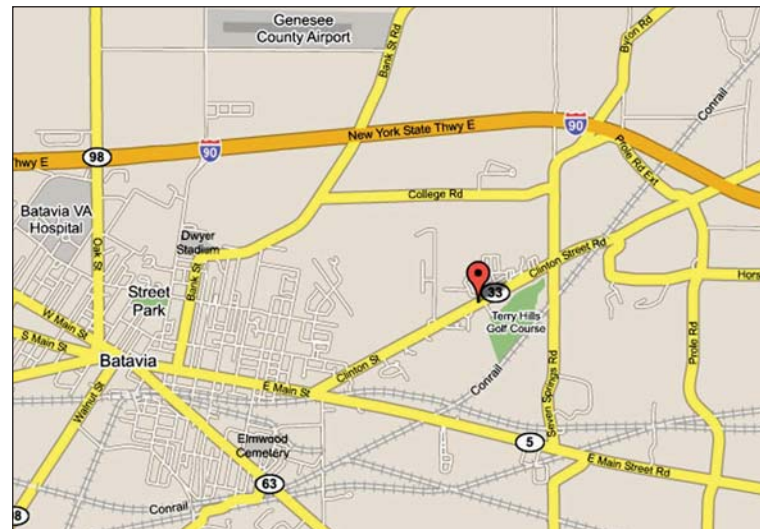 Genesee
County Airport
Bank St Rd
Byron Rd
Conrail
New York State Thwy E
90
90
Thwy E
98
Prole Rd Ext
College Rd
Batavia VA
Hospital
Oak St
Dwyer
Stadium
Bank St
Clinton Street Rd
33
Hors
Street
Park
Terry Hills
Golf Course
W Main St
S Main St
Batavia
Clinton St
Prole Rd
Conrail
E Main St
Walnut St
Seven Springs Rd
Elmwood
Cemetery
5
E Main Street Rd
63
Conrail
8